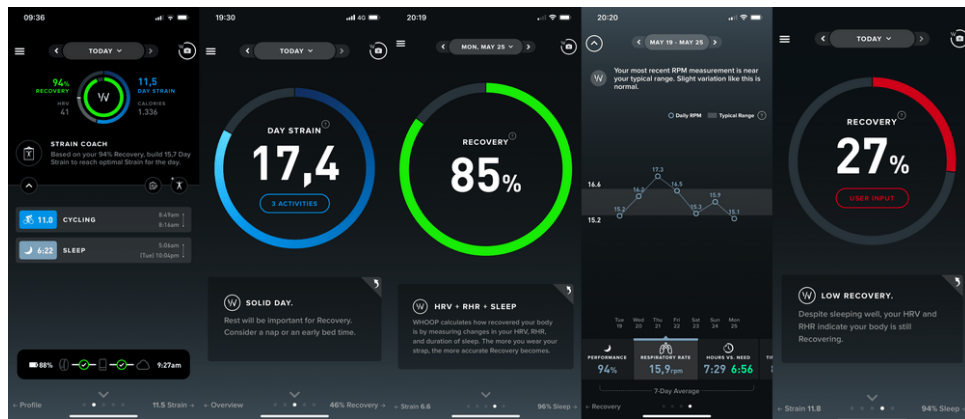 09:36
TODAY
94%
RECOVERY
HRV
41
W
11,5
DAY STRAIN
CALORIES
1.336
STRAIN COACH
Based on your 94% Recovery, build 15,7 Day
Strain to reach optimal Strain for the day.
11.0 CYCLING
8:49am
8:16am
6:22 SLEEP
5:06am
(Tue) 10:04pm
88%
9:27am
← Profile
11.5 Strain →
19:30
4G
TODAY
DAY STRAIN
17,4
3 ACTIVITIES
W SOLID DAY.
Rest will be important for Recovery.
Consider a nap or an early bed time.
← Overview
46% Recovery →
20:19
MON, MAY 25
RECOVERY
85%
W HRV + RHR + SLEEP
WHOOP calculates how recovered your body
is by measuring changes in your HRV, RHR,
and duration of sleep. The more you wear your
strap, the more accurate Recovery becomes.
← Strain 6.6
96% Sleep →
20:20
MAY 19 - MAY 25
W
Your most recent RPM measurement is near
your typical range. Slight variation like this is
normal.
Daily RPM
Typical Range
16.6
15.2
15.2
16.2
17.3
16.5
15.3
15.9
15.1
Tue Wed Thu Fri Sat Sun Mon
19 20 21 22 23 24 25
PERFORMANCE
94%
RESPIRATORY RATE
15,9rpm
HOURS VS. NEED
7:29 6:56
7-Day Average
← Recovery
TODAY
RECOVERY
27%
USER INPUT
W LOW RECOVERY.
Despite sleeping well, your HRV and
RHR indicate your body is still
Recovering.
← Strain 11.8
94% Sleep →